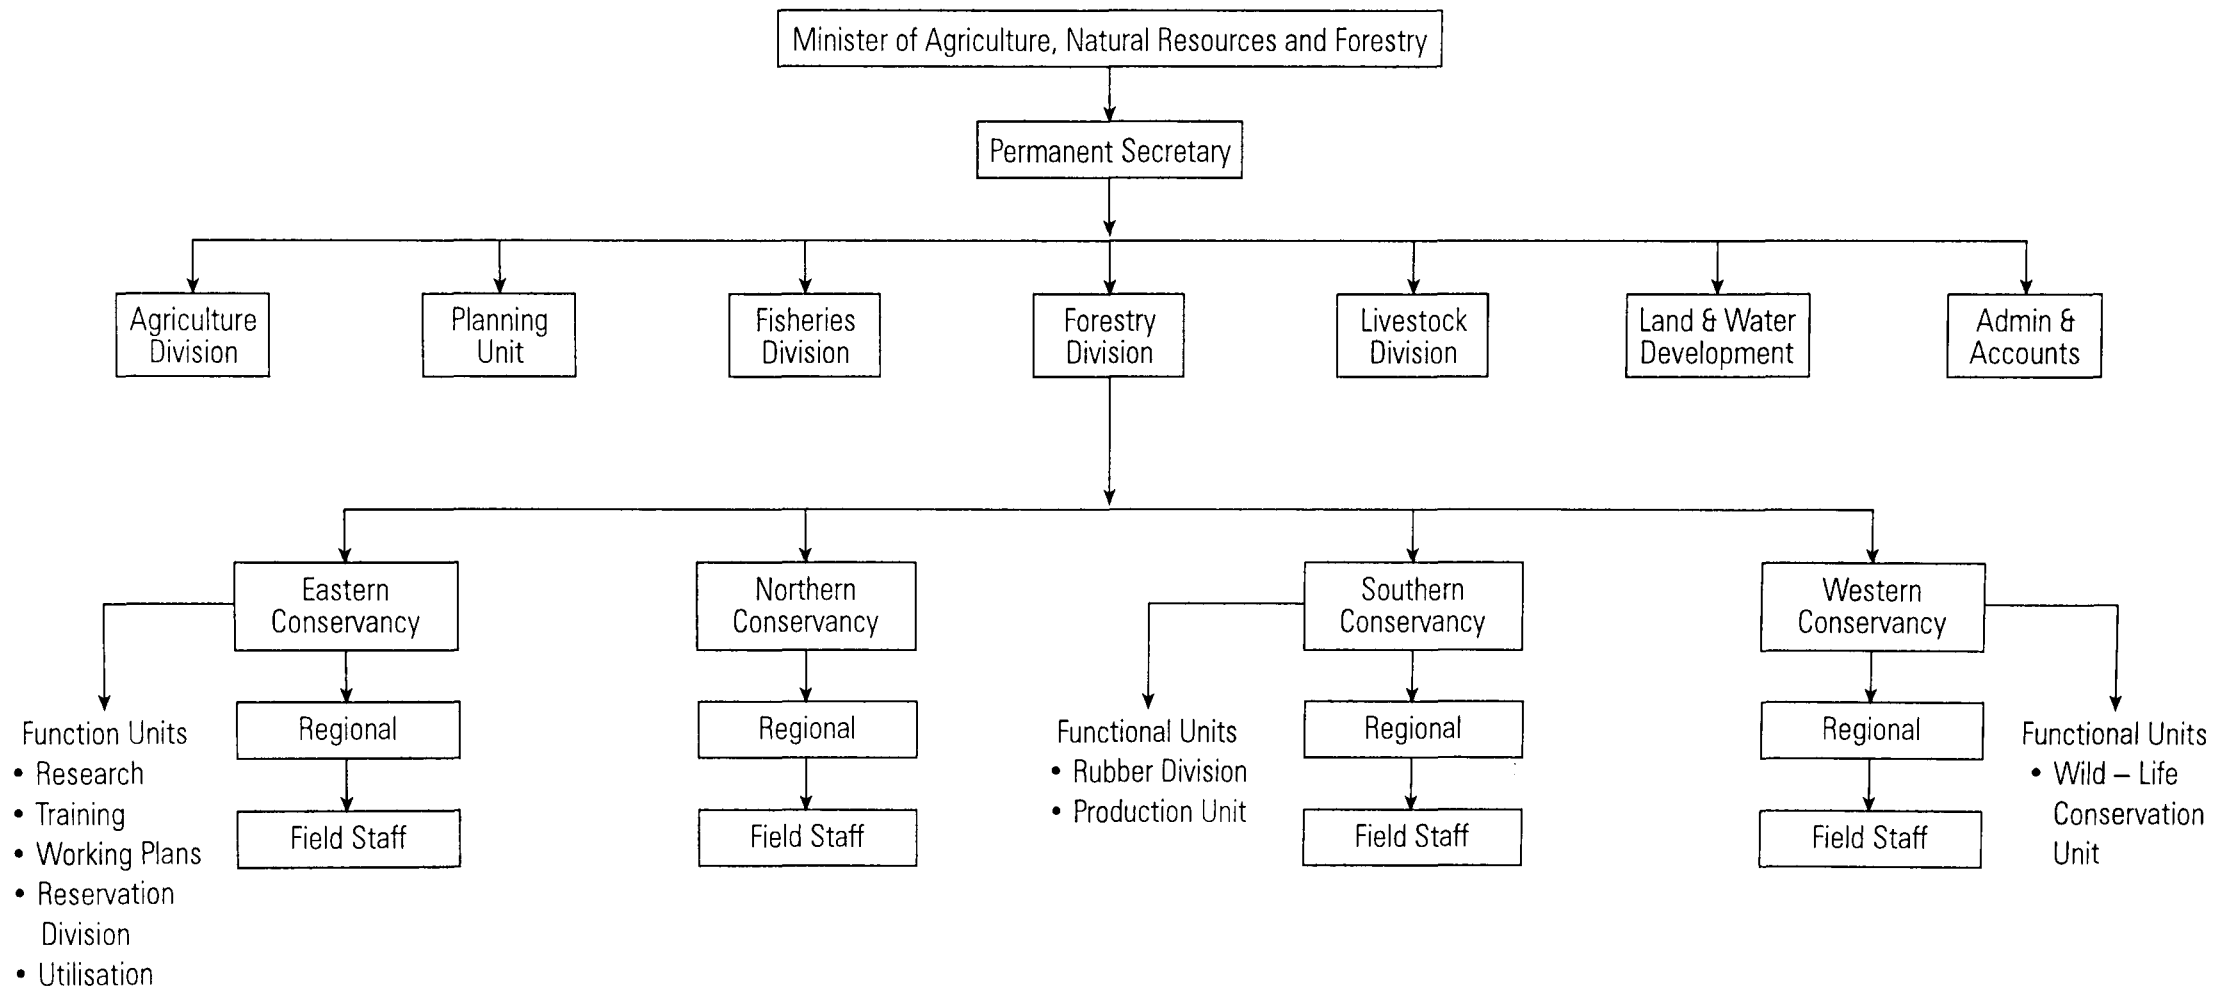 Minister of Agriculture, Natural Resources and Forestry
Permanent Secretary
Agriculture
Division
Planning
Unit
Fisheries
Division
Forestry
Division
Livestock
Division
Land & Water
Development
Admin &
Accounts
Eastern
Conservancy
Northern
Conservancy
Southern
Conservancy
Western
Conservancy
Function Units
• Research
• Training
• Working Plans
• Reservation
Division
• Utilisation
Regional
Field Staff
Regional
Field Staff
Functional Units
• Rubber Division
• Production Unit
Regional
Field Staff
Regional
Field Staff
Functional Units
• Wild – Life
Conservation
Unit